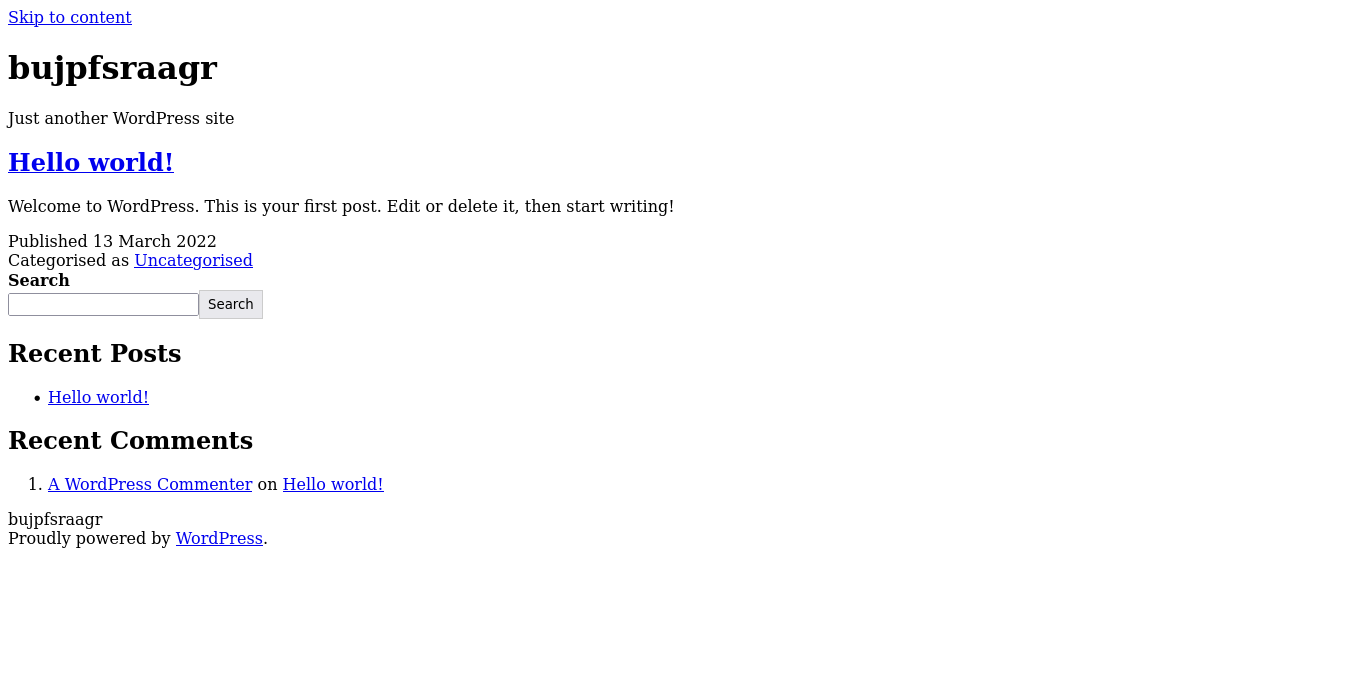 Skip to content
bujpfsraagr
Just another WordPress site
Hello world!
Welcome to WordPress. This is your first post. Edit or delete it, then start writing!
Published 13 March 2022
Categorised as Uncategorised
Search
Search
Recent Posts
Hello world!
Recent Comments
1. A WordPress Commenter on Hello world!
bujpfsraagr
Proudly powered by WordPress.